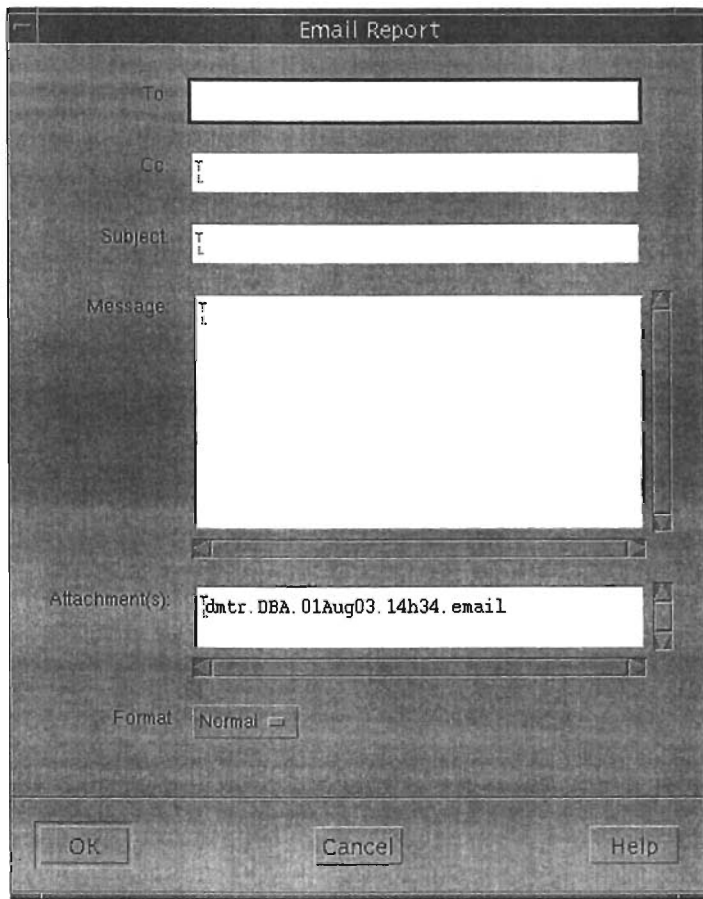 Email Report
To:
Cc:
Subject:
Message:
Attachment(s):
dmtr.DBA.01Aug03.14h34.email
Format
Normal
OK
Cancel
Help